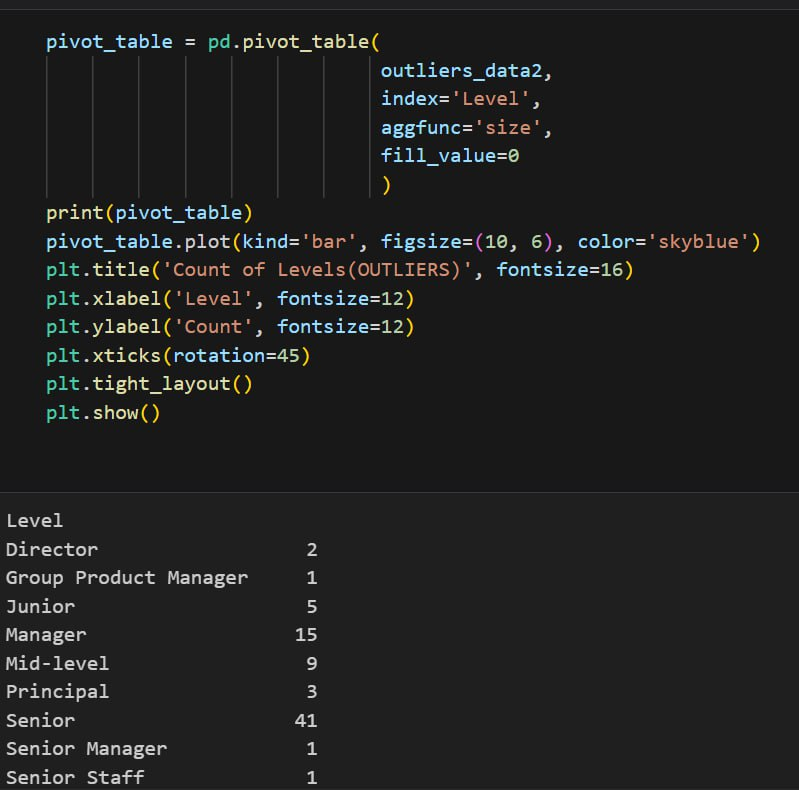 pivot_table = pd.pivot_table(
outliers_data2,
index='Level',
aggfunc='size',
fill_value=0
)
print(pivot_table)
pivot_table.plot(kind='bar', figsize=(10, 6), color='skyblue')
plt.title('Count of Levels(OUTLIERS)', fontsize=16)
plt.xlabel('Level', fontsize=12)
plt.ylabel('Count', fontsize=12)
plt.xticks(rotation=45)
plt.tight_layout()
plt.show()
Level
Director 2
Group Product Manager 1
Junior 5
Manager 15
Mid-level 9
Principal 3
Senior 41
Senior Manager 1
Senior Staff 1